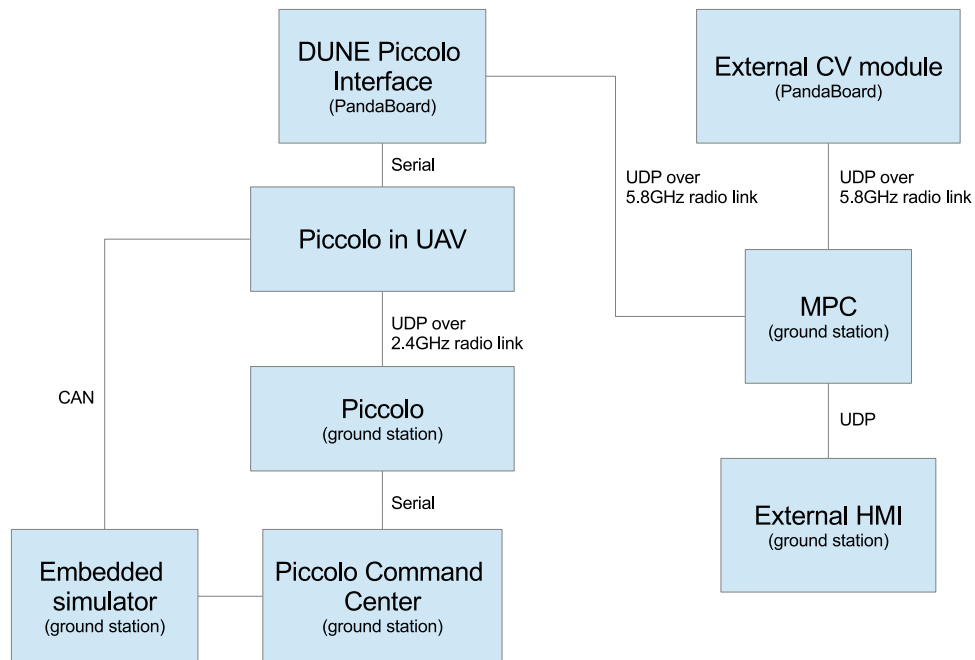 DUNE Piccolo
Interface
(PandaBoard)
External CV module
(PandaBoard)
Serial
UDP over
5.8GHz radio link
UDP over
5.8GHz radio link
Piccolo in UAV
MPC
(ground station)
UDP over
2.4GHz radio link
CAN
Piccolo
(ground station)
UDP
Serial
External HMI
(ground station)
Embedded
simulator
(ground station)
Piccolo Command
Center
(ground station)